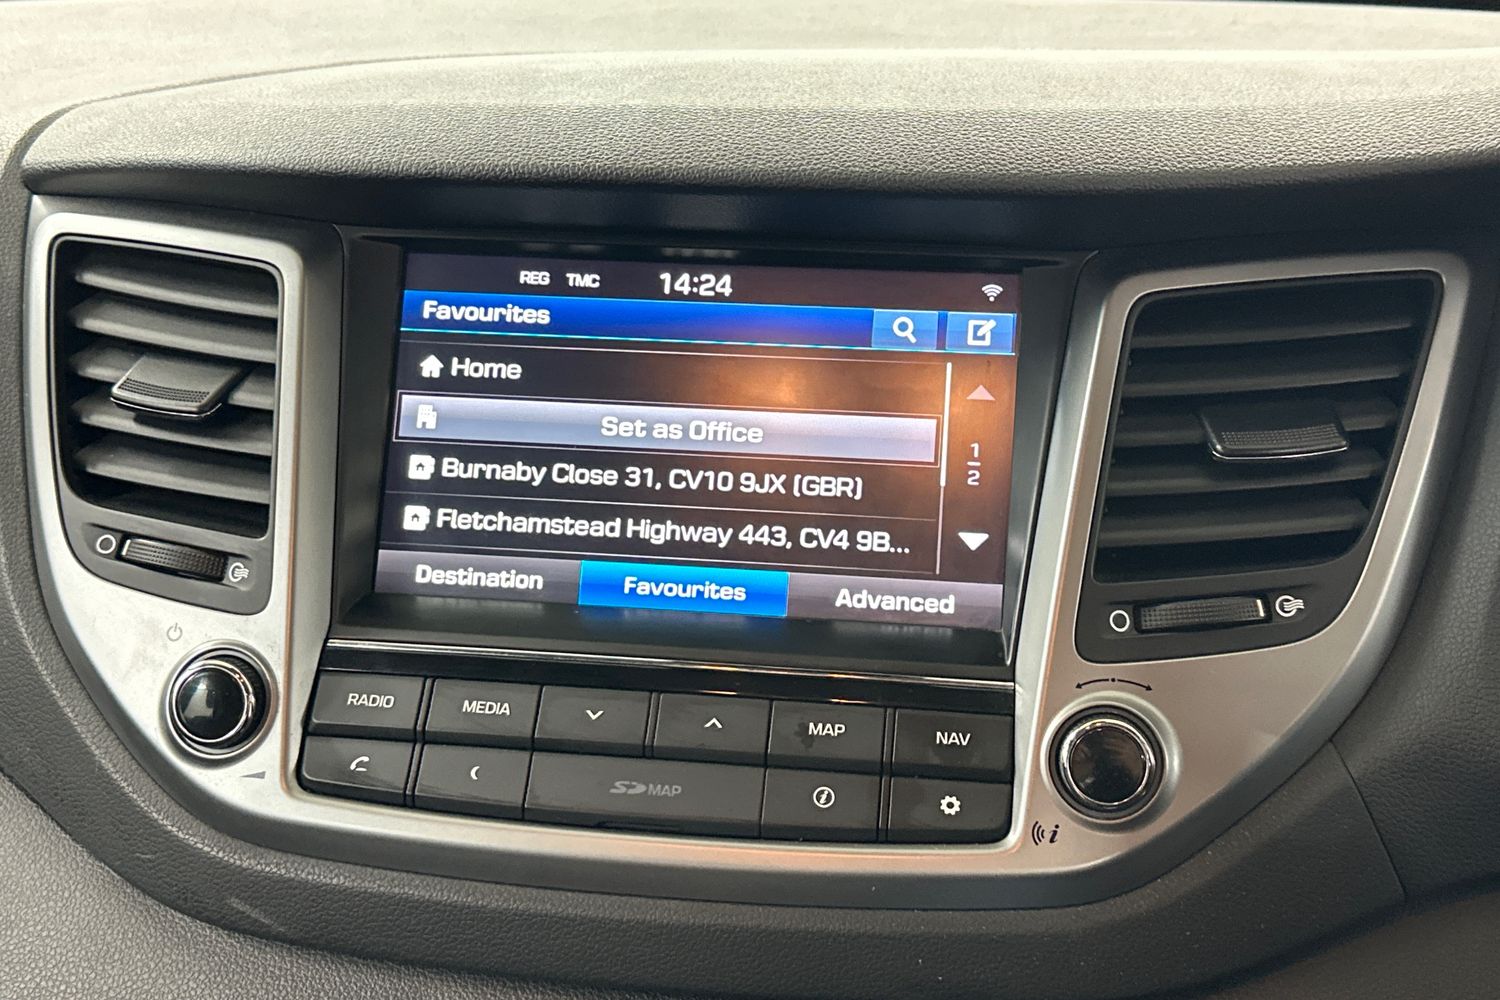 REG TMC 14:24
Favourites
Home
Set as Office
Burnaby Close 31, CV10 9JX (GBR)
Fletchamstead Highway 443, CV4 9B...
1
2
Destination Favourites Advanced
RADIO MEDIA MAP NAV
SD MAP